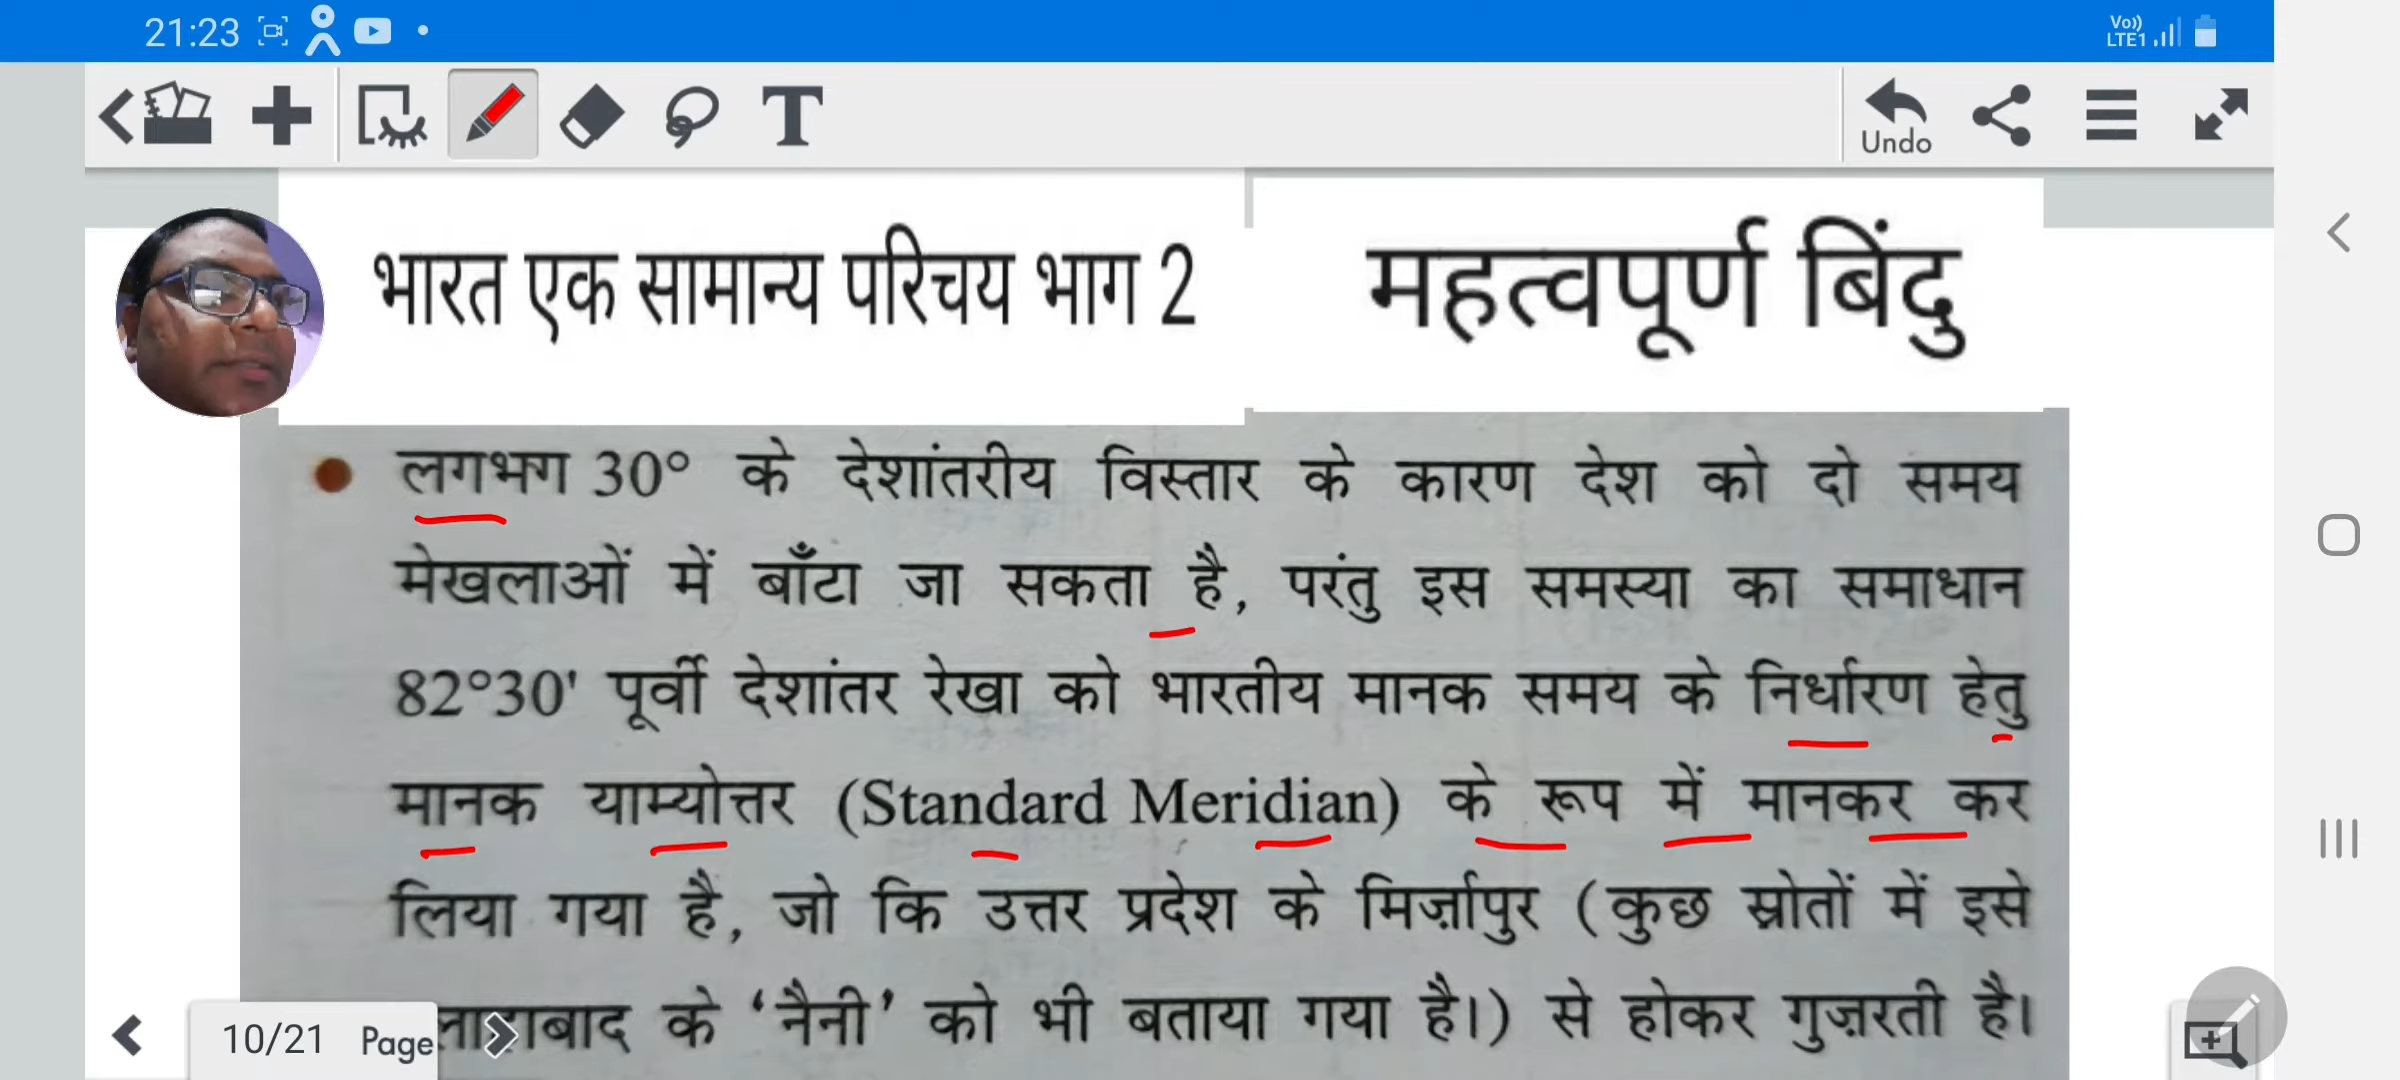 21:23
Vo)) LTE1
T
Undo
भारत एक सामान्य परिचय भाग 2
महत्वपूर्ण बिंदु
लगभग 30° के देशांतरीय विस्तार के कारण देश को दो समय
मेखलाओं में बाँटा जा सकता है, परंतु इस समस्या का समाधान
82°30' पूर्वी देशांतर रेखा को भारतीय मानक समय के निर्धारण हेतु
मानक याम्योत्तर (Standard Meridian) के रूप में मानकर कर
लिया गया है, जो कि उत्तर प्रदेश के मिर्ज़ापुर (कुछ स्रोतों में इसे
के ‘नैनी’ को भी बताया गया है।) से होकर गुज़रती है।
10/21 Page